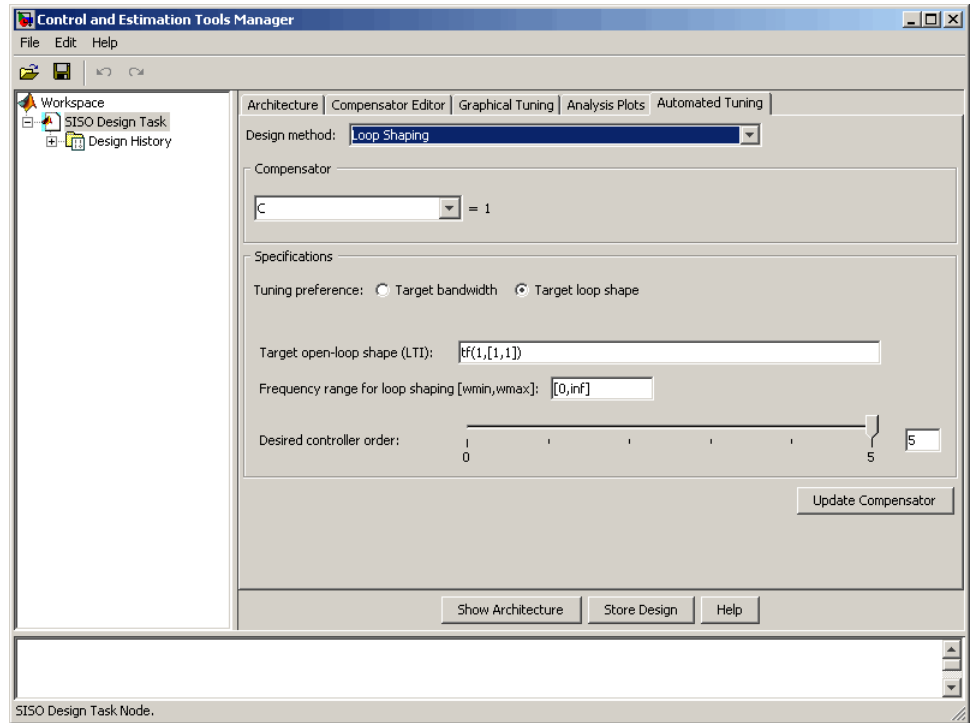 Control and Estimation Tools Manager
File Edit Help
Workspace
SISO Design Task
Design History
Architecture Compensator Editor Graphical Tuning Analysis Plots Automated Tuning
Design method: Loop Shaping
Compensator
C = 1
Specifications
Tuning preference: Target bandwidth Target loop shape
Target open-loop shape (LTI): tf(1,[1,1])
Frequency range for loop shaping [wmin,wmax]: [0,inf]
Desired controller order: 5
0 5
Update Compensator
Show Architecture Store Design Help
SISO Design Task Node.